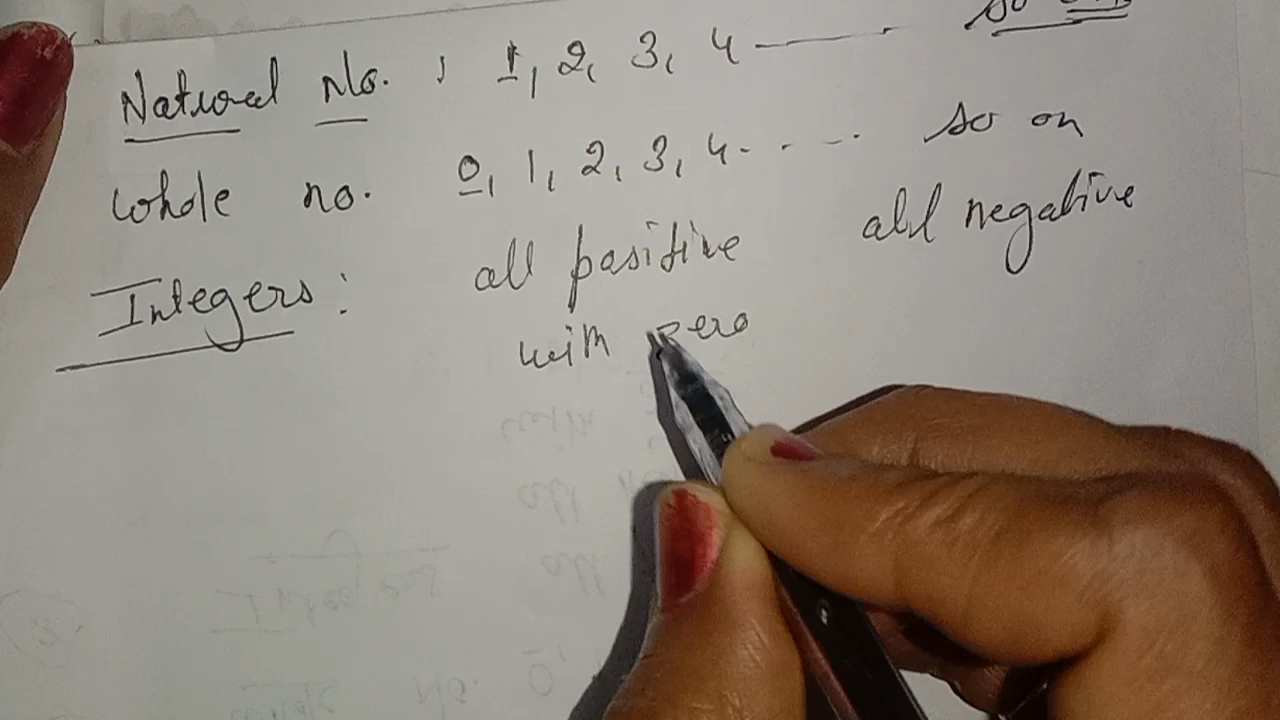 Natural No. : 1, 2, 3, 4 —— so on
Whole no. 0, 1, 2, 3, 4 - - - - so on
Integers: all pasitive all negative
with zero